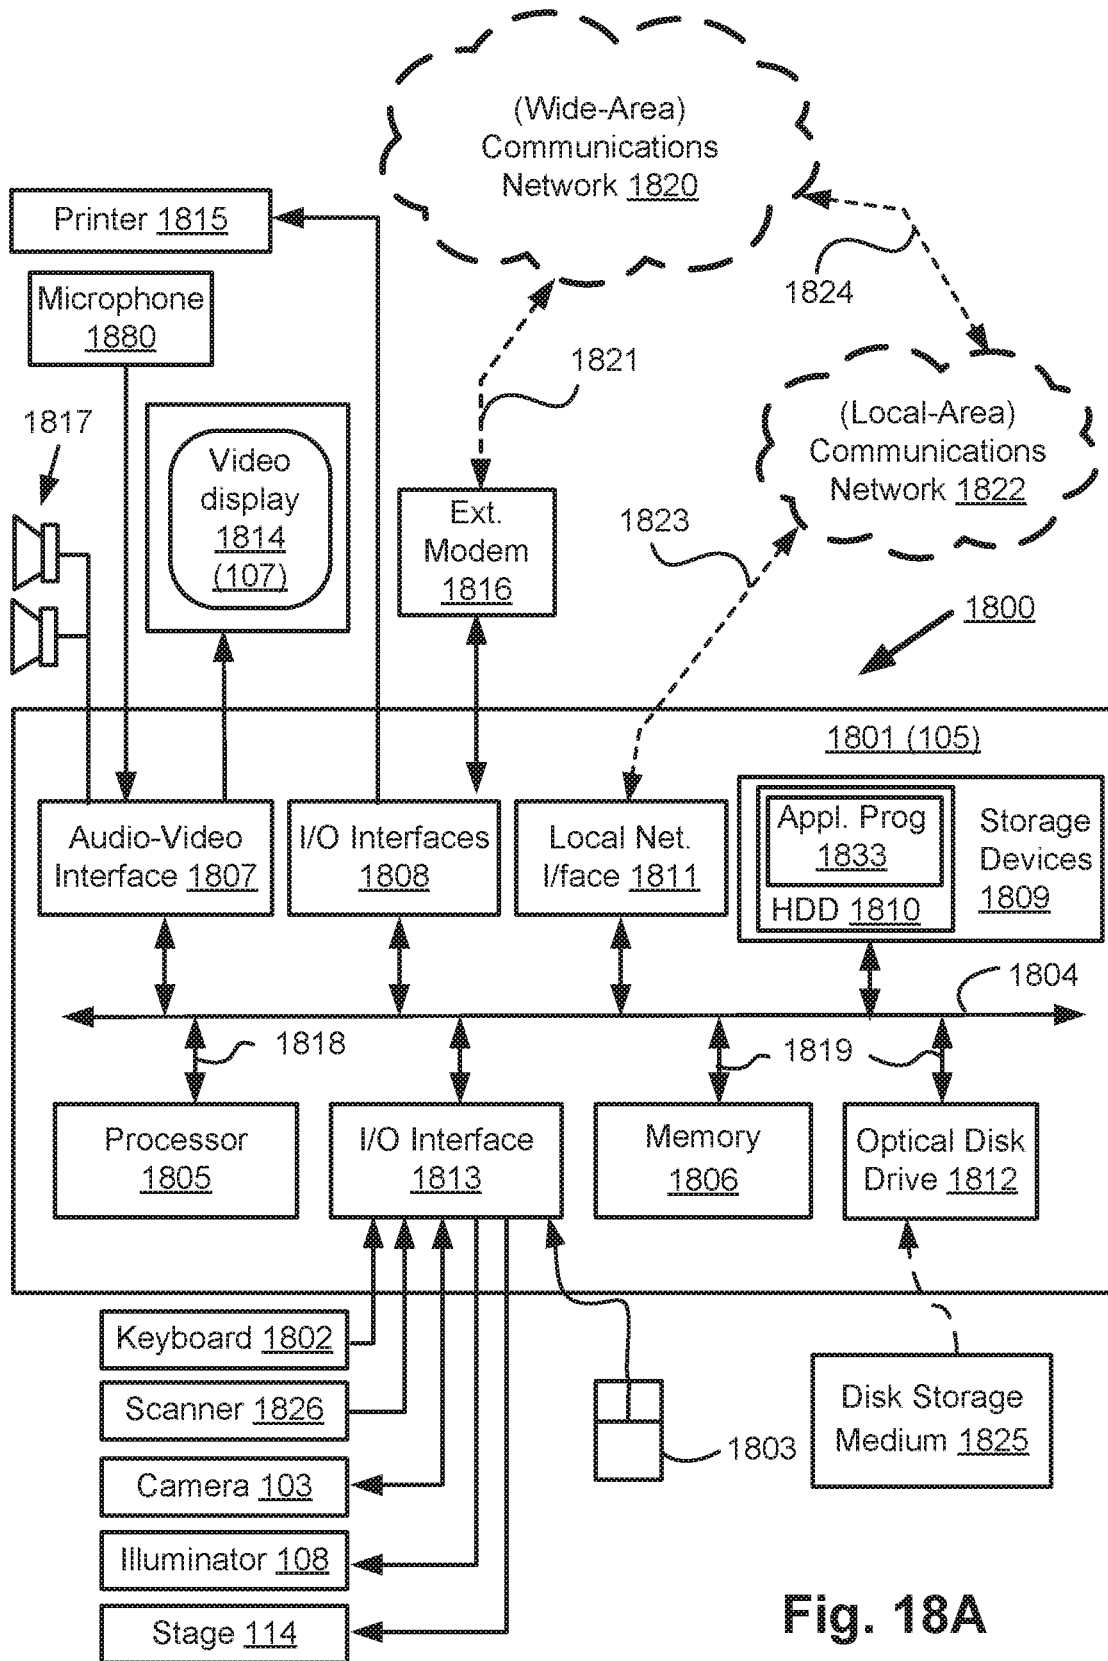 (Wide-Area)
Communications
Network 1820
Printer 1815
1824
Microphone
1880
1821
1817
Video
display
1814
(107)
(Local-Area)
Communications
Network 1822
Ext.
Modem
1816
1823
1800
1801 (105)
Audio-Video
Interface 1807
I/O Interfaces
1808
Local Net.
I/face 1811
Appl. Prog
1833
HDD 1810
Storage
Devices
1809
1804
1818
1819
Processor
1805
I/O Interface
1813
Memory
1806
Optical Disk
Drive 1812
Keyboard 1802
Scanner 1826
Camera 103
Illuminator 108
Stage 114
1803
Disk Storage
Medium 1825
Fig. 18A